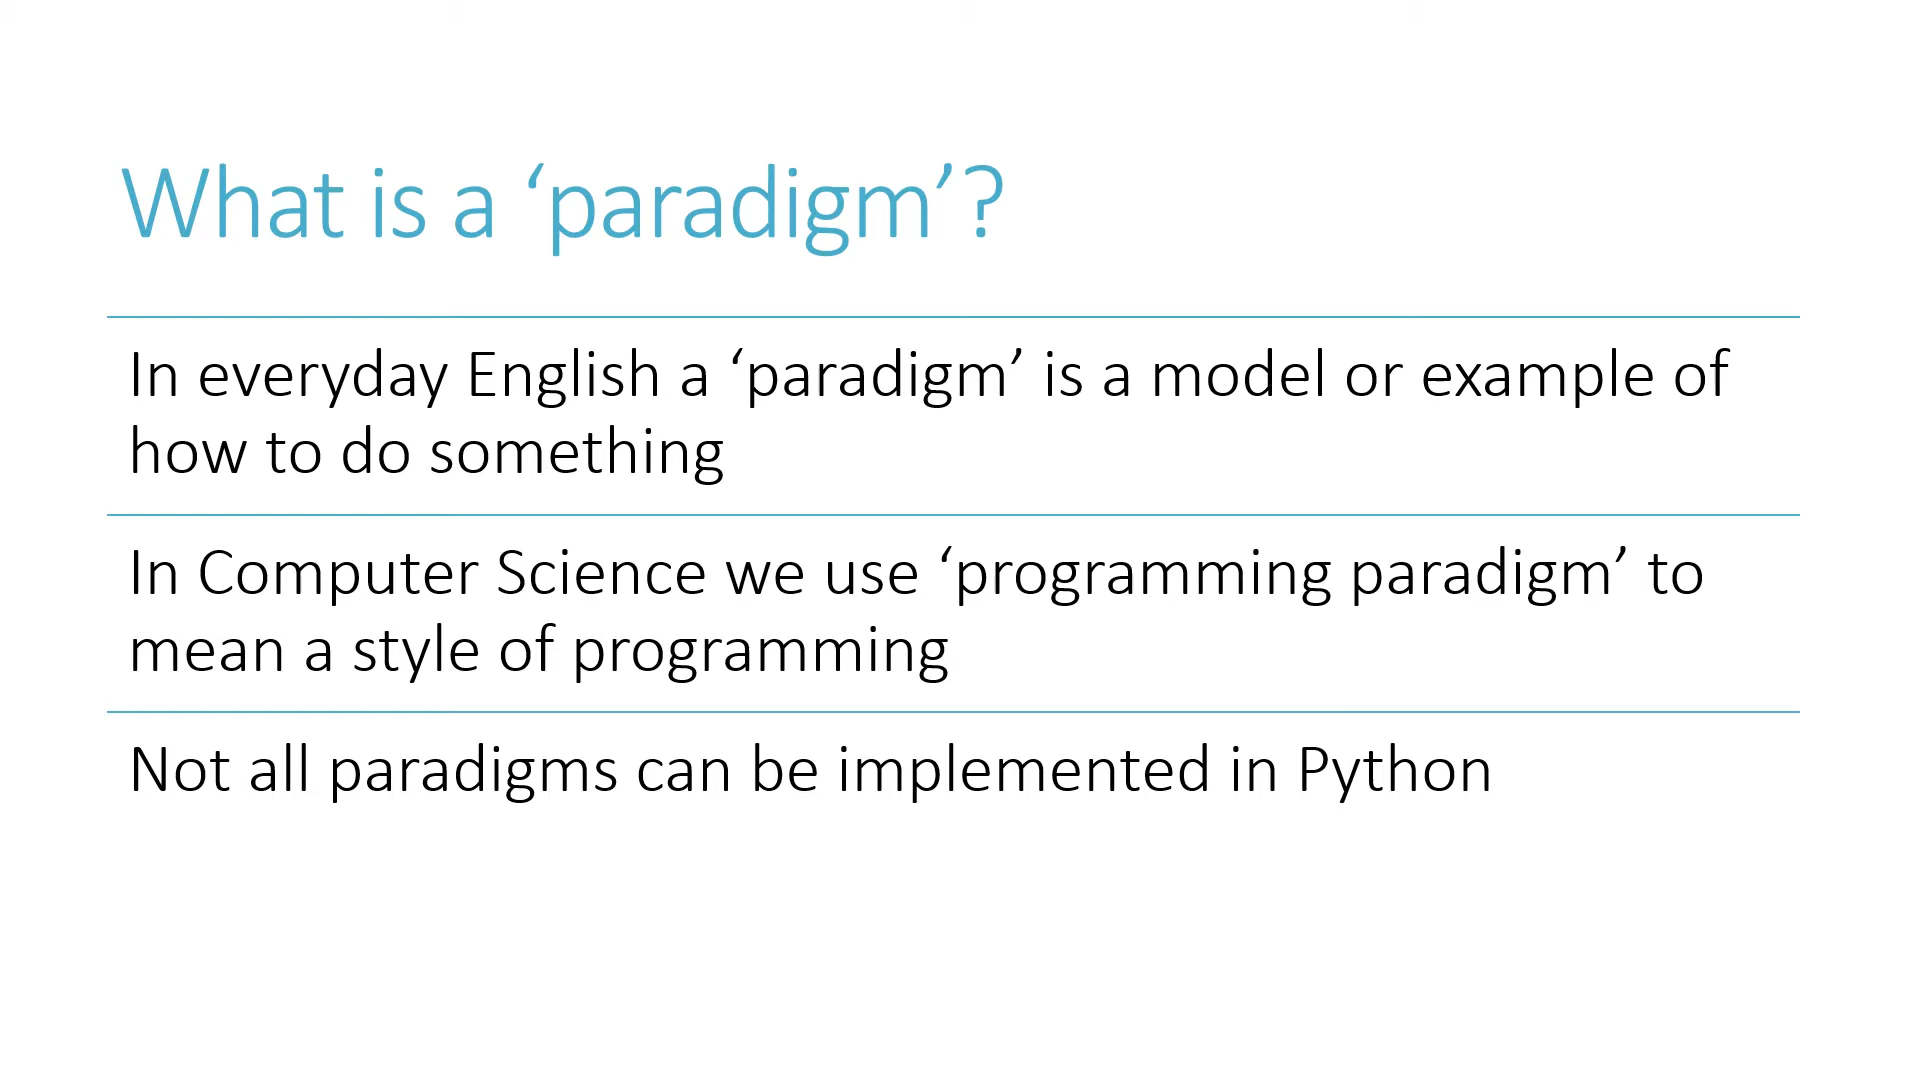 What is a ‘paradigm’?
In everyday English a ‘paradigm’ is a model or example of
how to do something
In Computer Science we use ‘programming paradigm’ to
mean a style of programming
Not all paradigms can be implemented in Python